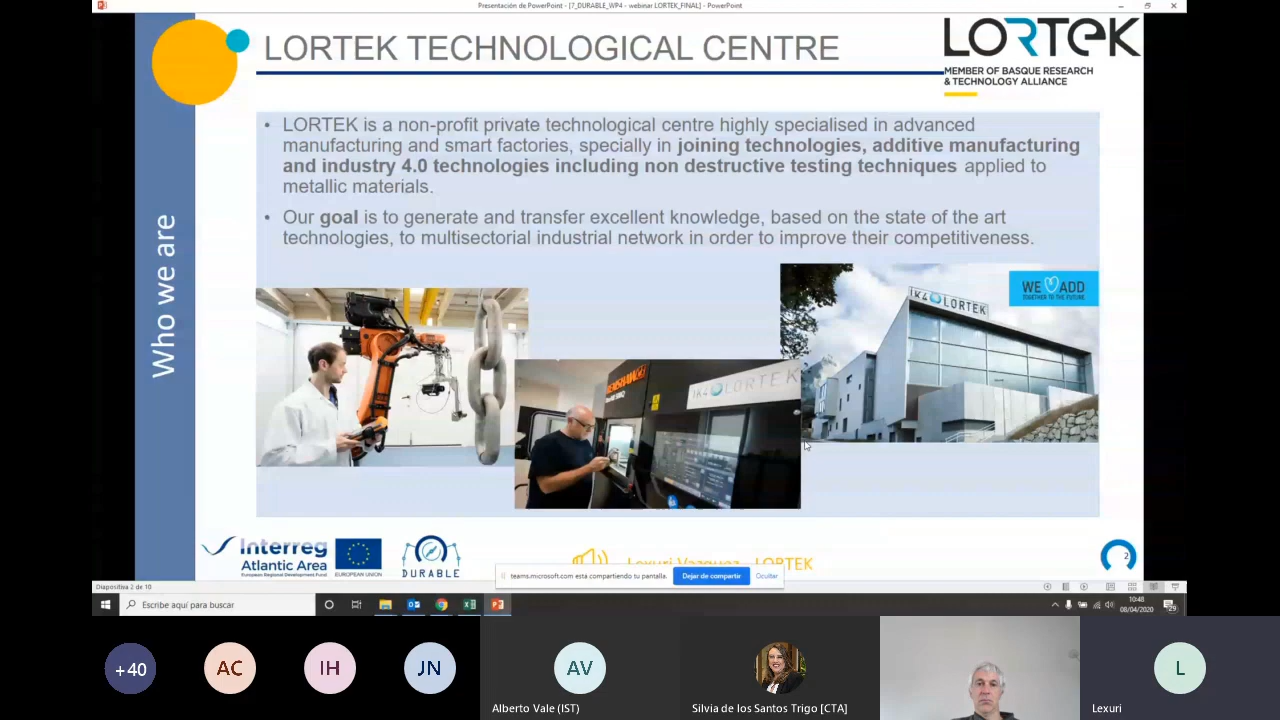 Presentación de PowerPoint - [7_DURABLE_WP4 - webinar LORTEK_FINAL] - PowerPoint
LORTEK TECHNOLOGICAL CENTRE
LORTEK
MEMBER OF BASQUE RESEARCH
& TECHNOLOGY ALLIANCE
Who we are
• LORTEK is a non-profit private technological centre highly specialised in advanced
manufacturing and smart factories, specially in joining technologies, additive manufacturing
and industry 4.0 technologies including non destructive testing techniques applied to
metallic materials.
• Our goal is to generate and transfer excellent knowledge, based on the state of the art
technologies, to multisectorial industrial network in order to improve their competitiveness.
IK4 LORTEK
WE ADD
TOGETHER TO THE FUTURE
RENISHAW
IK4 LORTEK
Interreg
Atlantic Area
European Regional Development Fund
EUROPEAN UNION
DURABLE
Lexuri Vazquez - LORTEK
2
teams.microsoft.com está compartiendo tu pantalla.
Dejar de compartir
Ocultar
Diapositiva 2 de 10
Escribe aquí para buscar
10:48
08/04/2020
29
+40
AC
IH
JN
AV
L
Alberto Vale (IST)
Silvia de los Santos Trigo [CTA]
Lexuri